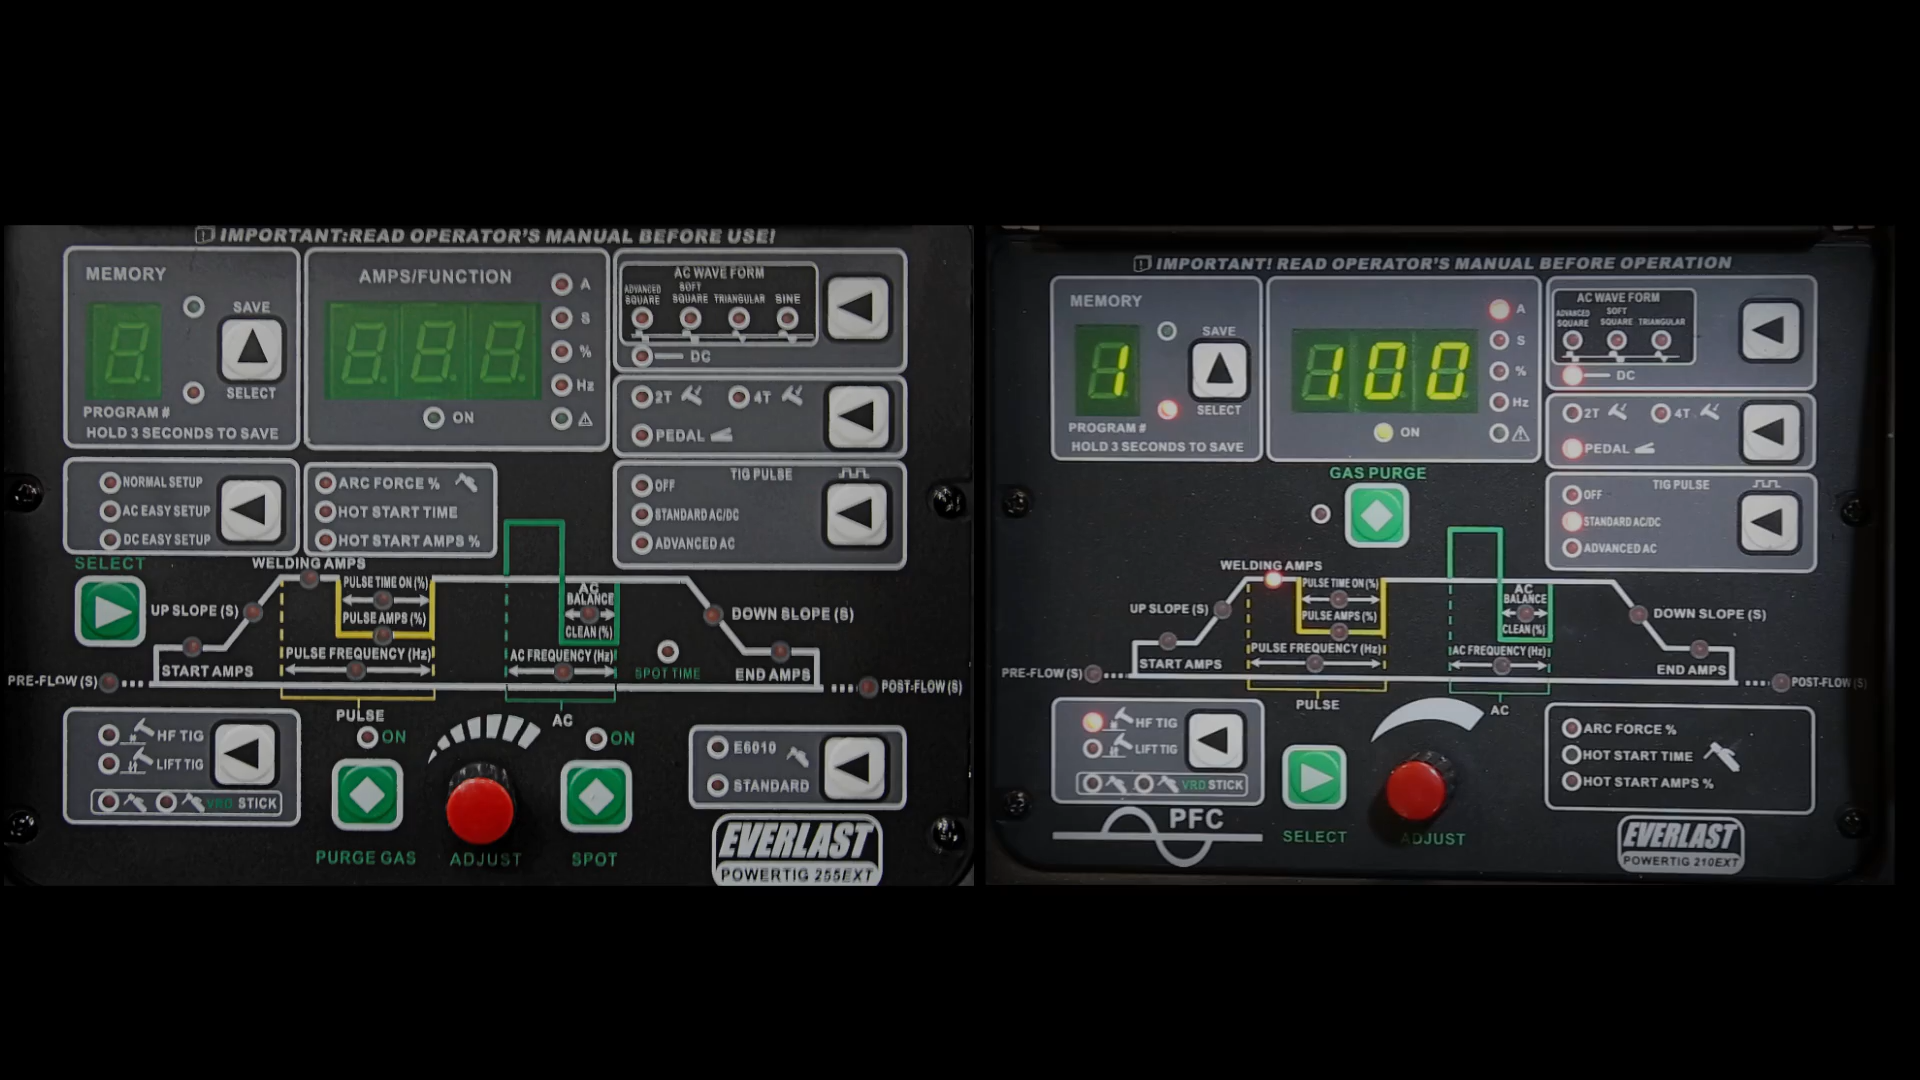 IMPORTANT:READ OPERATOR'S MANUAL BEFORE USE!
MEMORY
SAVE
SELECT
PROGRAM #
HOLD 3 SECONDS TO SAVE
AMPS/FUNCTION
A
S
%
Hz
ON
AC WAVE FORM
ADVANCED SQUARE
SOFT SQUARE
TRIANGULAR
SINE
DC
2T
4T
PEDAL
NORMAL SETUP
AC EASY SETUP
DC EASY SETUP
ARC FORCE %
HOT START TIME
HOT START AMPS %
TIG PULSE
OFF
STANDARD AC/DC
ADVANCED AC
SELECT
WELDING AMPS
PULSE TIME ON (%)
UP SLOPE (S)
PULSE AMPS (%)
AC BALANCE
CLEAN (%)
DOWN SLOPE (S)
START AMPS
PULSE FREQUENCY (Hz)
AC FREQUENCY (Hz)
SPOT TIME
END AMPS
PRE-FLOW (S)
POST-FLOW (S)
PULSE
AC
HF TIG
LIFT TIG
VRD STICK
ON
ON
E6010
STANDARD
PURGE GAS
ADJUST
SPOT
EVERLAST
POWERTIG 255EXT
IMPORTANT! READ OPERATOR'S MANUAL BEFORE OPERATION
MEMORY
1
SAVE
SELECT
PROGRAM #
HOLD 3 SECONDS TO SAVE
100
A
S
%
Hz
ON
AC WAVE FORM
ADVANCED SQUARE
SOFT SQUARE
TRIANGULAR
DC
2T
4T
PEDAL
GAS PURGE
TIG PULSE
OFF
STANDARD AC/DC
ADVANCED AC
WELDING AMPS
PULSE TIME ON (%)
UP SLOPE (S)
PULSE AMPS (%)
AC BALANCE
CLEAN (%)
DOWN SLOPE (S)
START AMPS
PULSE FREQUENCY (Hz)
AC FREQUENCY (Hz)
END AMPS
PRE-FLOW (S)
POST-FLOW (S)
PULSE
AC
HF TIG
LIFT TIG
VRD STICK
PFC
SELECT
ADJUST
ARC FORCE %
HOT START TIME
HOT START AMPS %
EVERLAST
POWERTIG 210EXT